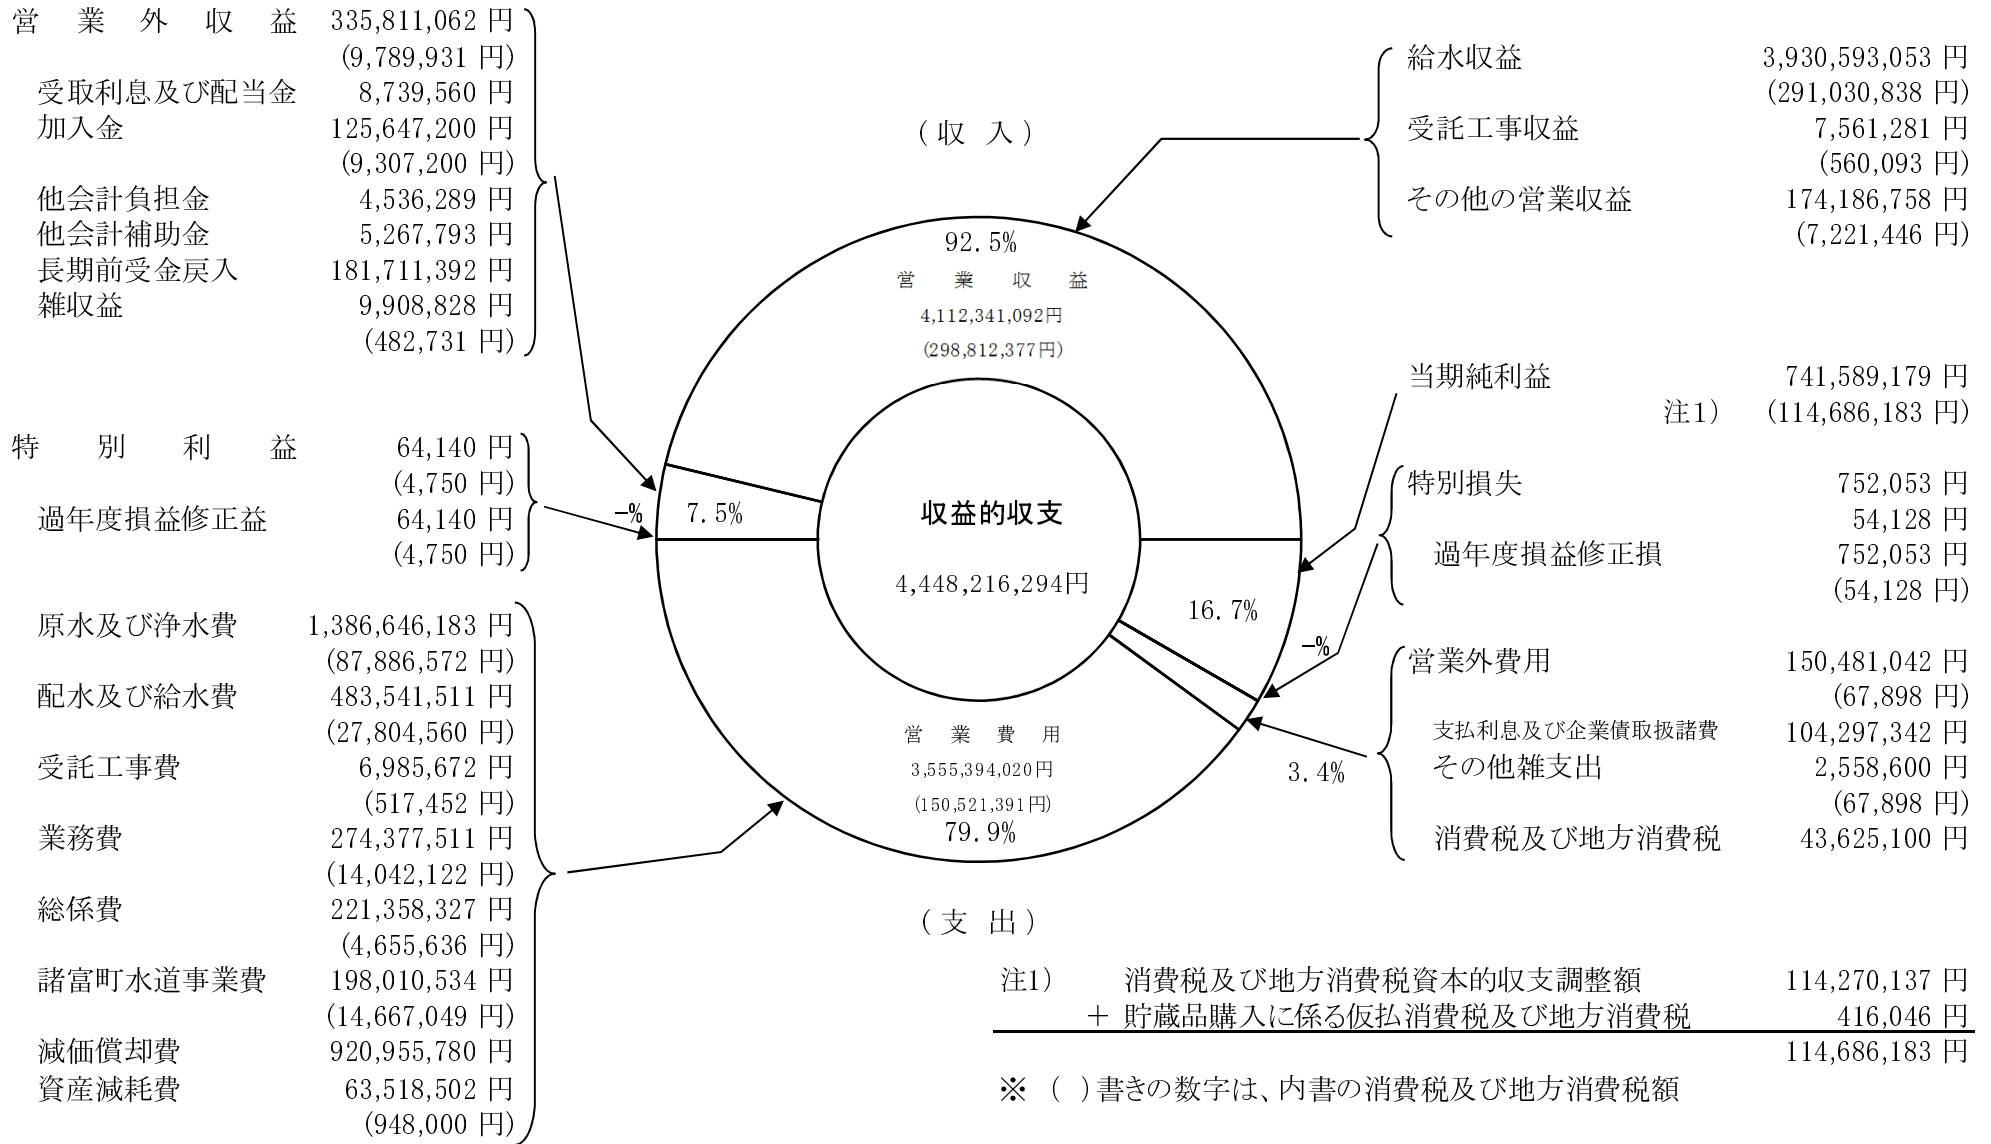 営業外収益 335,811,062 円
(9,789,931 円)
受取利息及び配当金 8,739,560 円
加入金 125,647,200 円
(9,307,200 円)
他会計負担金 4,536,289 円
他会計補助金 5,267,793 円
長期前受金戻入 181,711,392 円
雑収益 9,908,828 円
(482,731 円)
特別利益 64,140 円
(4,750 円)
過年度損益修正益 64,140 円
(4,750 円)
原水及び浄水費 1,386,646,183 円
(87,886,572 円)
配水及び給水費 483,541,511 円
(27,804,560 円)
受託工事費 6,985,672 円
(517,452 円)
業務費 274,377,511 円
(14,042,122 円)
総係費 221,358,327 円
(4,655,636 円)
諸富町水道事業費 198,010,534 円
(14,667,049 円)
減価償却費 920,955,780 円
資産減耗費 63,518,502 円
(948,000 円)
(収 入)
92.5%
営業収益
4,112,341,092円
(298,812,377円)
-%
7.5%
収益的収支
4,448,216,294円
16.7%
-%
3.4%
営業費用
3,555,394,020円
(150,521,391円)
79.9%
(支 出)
給水収益 3,930,593,053 円
(291,030,838 円)
受託工事収益 7,561,281 円
(560,093 円)
その他の営業収益 174,186,758 円
(7,221,446 円)
当期純利益 741,589,179 円
注1) (114,686,183 円)
特別損失 752,053 円
54,128 円
過年度損益修正損 752,053 円
(54,128 円)
営業外費用 150,481,042 円
(67,898 円)
支払利息及び企業債取扱諸費 104,297,342 円
その他雑支出 2,558,600 円
(67,898 円)
消費税及び地方消費税 43,625,100 円
注1) 消費税及び地方消費税資本的収支調整額 114,270,137 円
+ 貯蔵品購入に係る仮払消費税及び地方消費税 416,046 円
114,686,183 円
※ ( )書きの数字は、内書の消費税及び地方消費税額